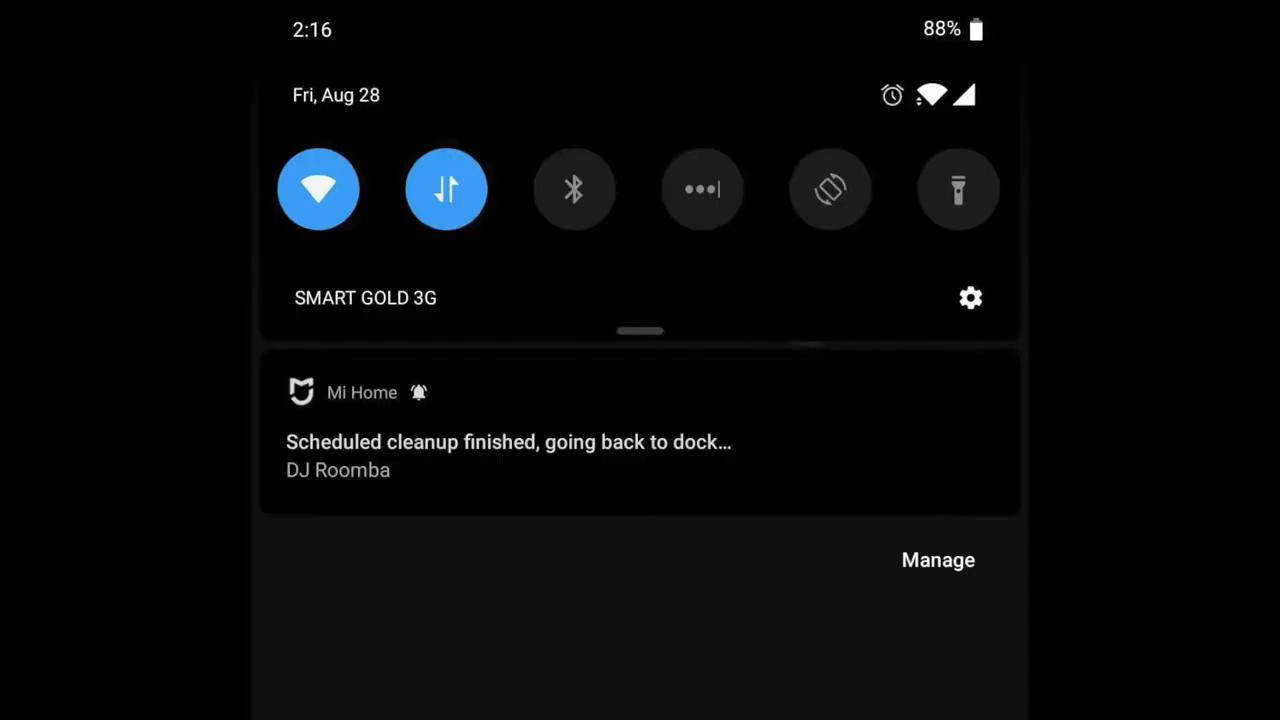 2:16
88%
Fri, Aug 28
SMART GOLD 3G
Mi Home
Scheduled cleanup finished, going back to dock…
DJ Roomba
Manage